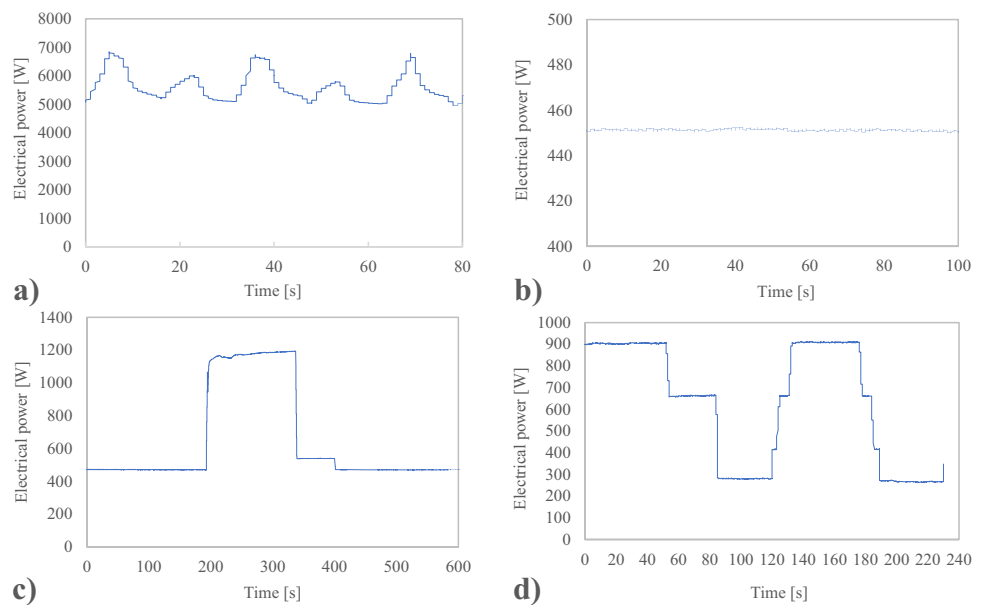 8000
7000
6000
5000
4000
3000
2000
1000
0
Electrical power [W]
0 20 40 60 80
Time [s]
a)
500
480
460
440
420
400
Electrical power [W]
0 20 40 60 80 100
Time [s]
b)
1400
1200
1000
800
600
400
200
0
Electrical power [W]
0 100 200 300 400 500 600
Time [s]
c)
1000
900
800
700
600
500
400
300
200
100
0
Electrical power [W]
0 20 40 60 80 100 120 140 160 180 200 220 240
Time [s]
d)